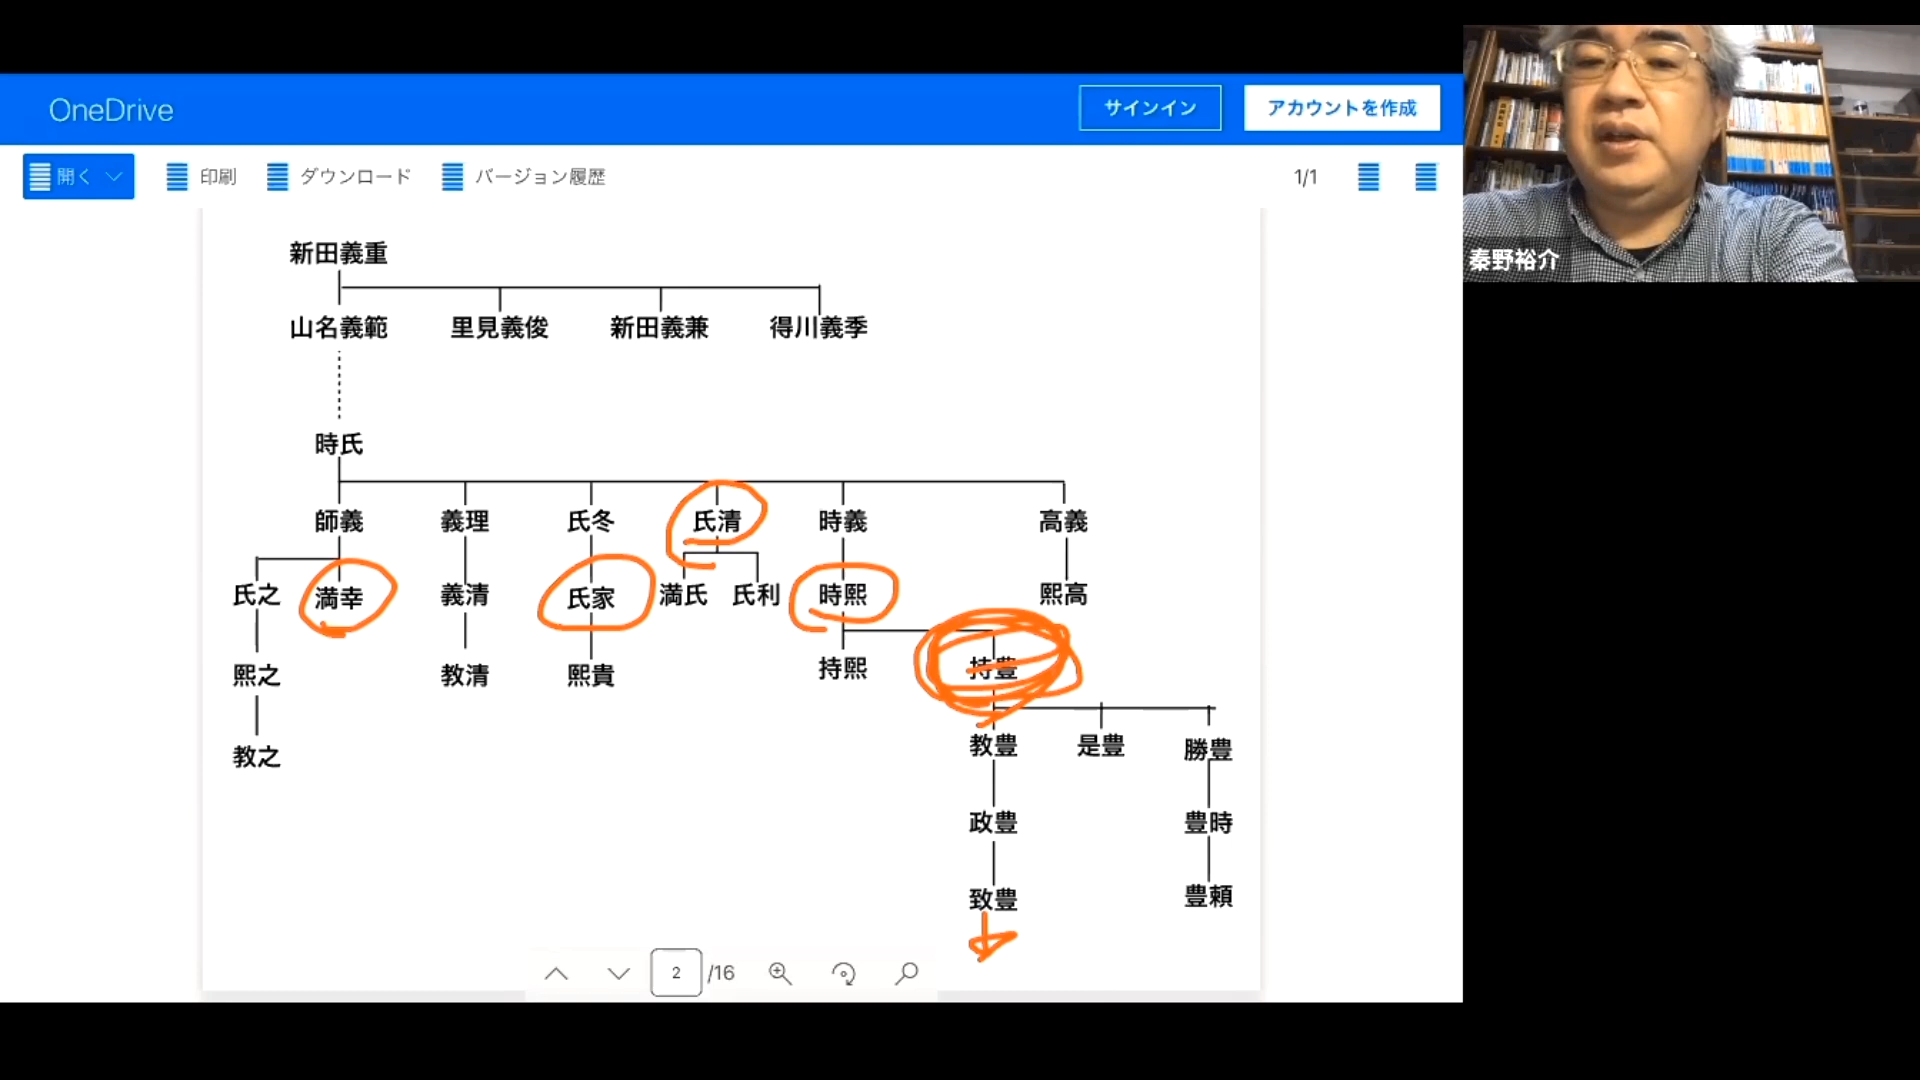 OneDrive
サインイン
アカウントを作成
開く
印刷
ダウンロード
バージョン履歴
1/1
秦野裕介
新田義重
山名義範 里見義俊 新田義兼 得川義季
時氏
師義 義理 氏冬 氏清 時義 高義
氏之 満幸 義清 氏家 満氏 氏利 時熙 熙高
熙之 教清 熙貴 持熙 持豊
教之 教豊 是豊 勝豊
政豊 豊時
致豊 豊頼
2 /16